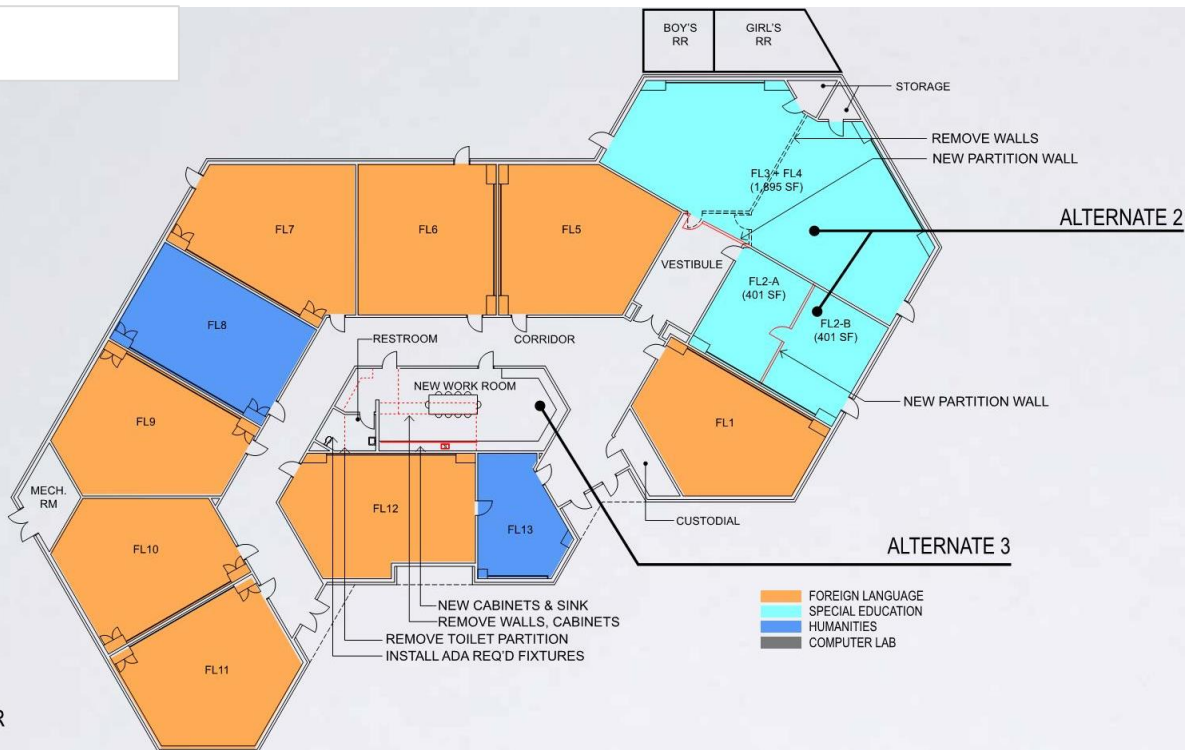 BOY'S
RR
GIRL'S
RR
STORAGE
REMOVE WALLS
NEW PARTITION WALL
FL3 + FL4
(1,895 SF)
ALTERNATE 2
FL7
FL6
FL5
VESTIBULE
FL2-A
(401 SF)
FL2-B
(401 SF)
FL8
RESTROOM
CORRIDOR
NEW WORK ROOM
NEW PARTITION WALL
FL9
FL1
MECH.
RM
FL12
FL13
CUSTODIAL
FL10
ALTERNATE 3
NEW CABINETS & SINK
REMOVE WALLS, CABINETS
REMOVE TOILET PARTITION
INSTALL ADA REQ'D FIXTURES
FOREIGN LANGUAGE
SPECIAL EDUCATION
HUMANITIES
COMPUTER LAB
FL11
R